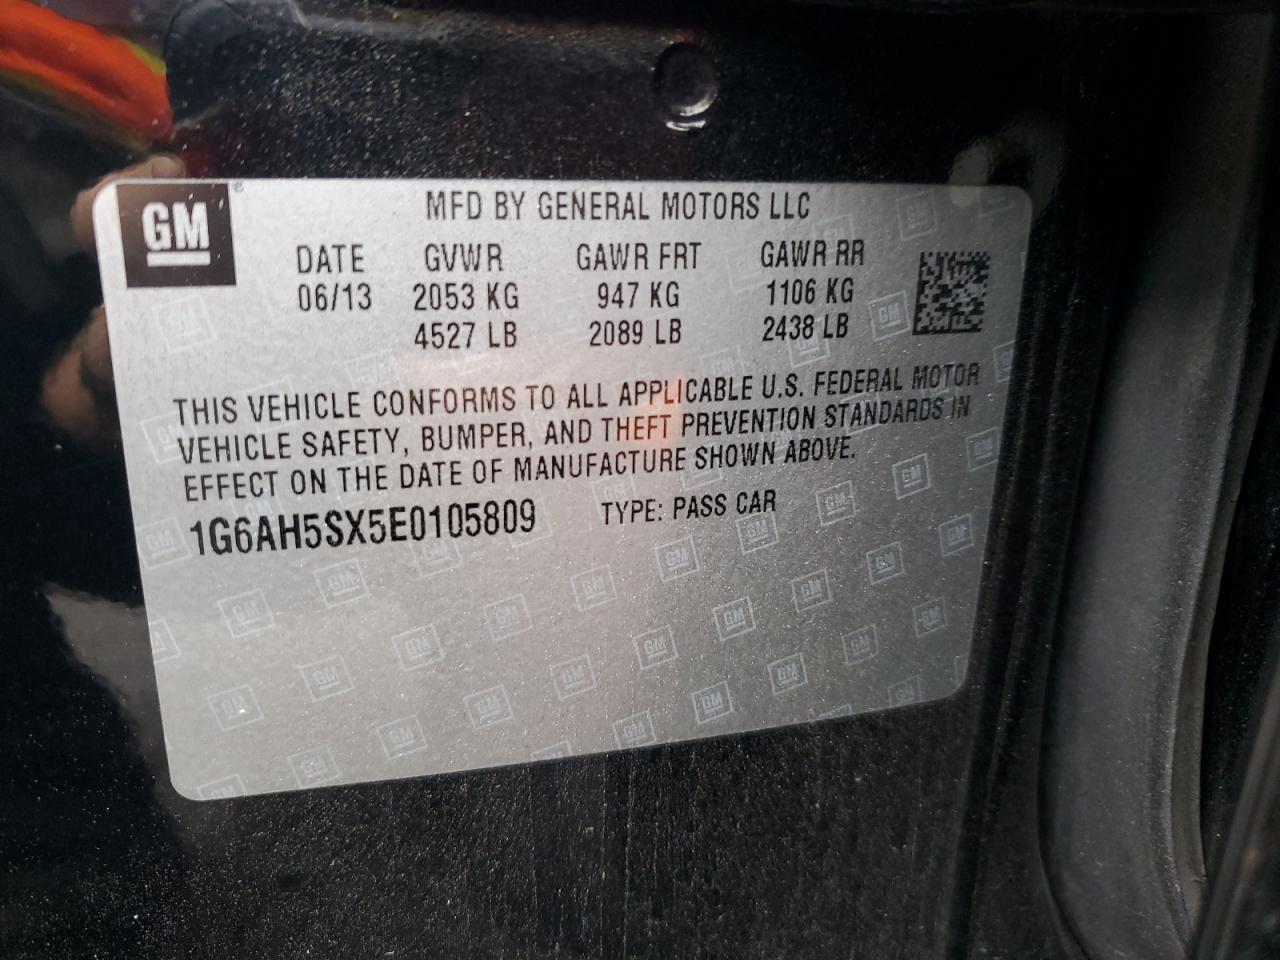 GM
MFD BY GENERAL MOTORS LLC
DATE GVWR GAWR FRT GAWR RR
06/13 2053 KG 947 KG 1106 KG
4527 LB 2089 LB 2438 LB
THIS VEHICLE CONFORMS TO ALL APPLICABLE U.S. FEDERAL MOTOR
VEHICLE SAFETY, BUMPER, AND THEFT PREVENTION STANDARDS IN
EFFECT ON THE DATE OF MANUFACTURE SHOWN ABOVE.
1G6AH5SX5E0105809 TYPE: PASS CAR